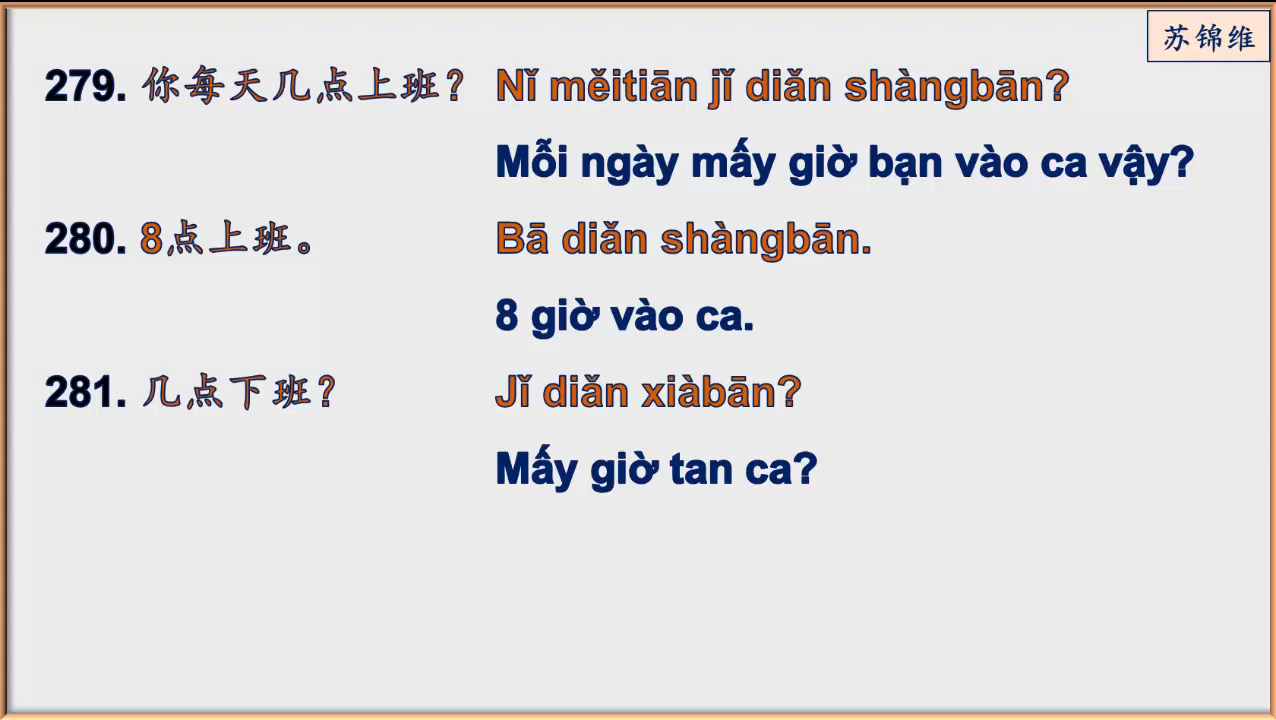 苏锦维
279. 你每天几点上班? Nǐ měitiān jǐ diǎn shàngbān?
Mỗi ngày mấy giờ bạn vào ca vậy?
280. 8点上班。 Bā diǎn shàngbān.
8 giờ vào ca.
281. 几点下班? Jǐ diǎn xiàbān?
Mấy giờ tan ca?